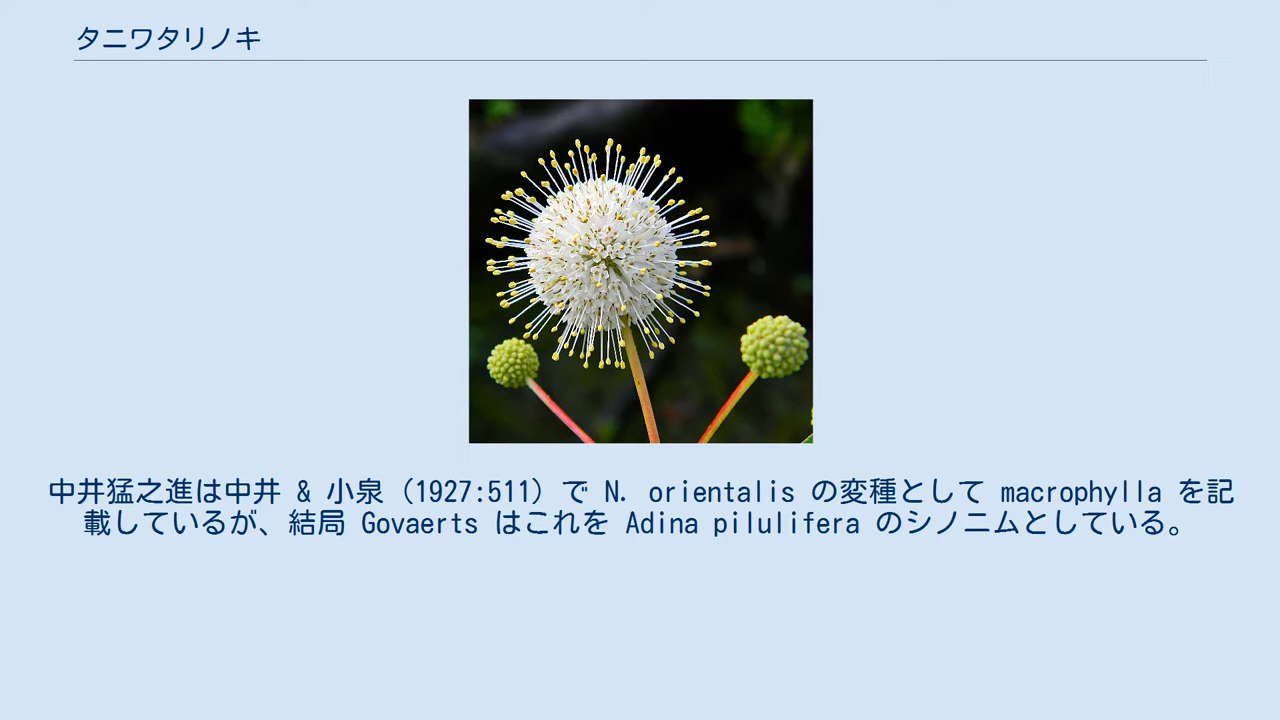 タニワタリノキ
中井猛之進は中井 & 小泉（1927:511）で N. orientalis の変種として macrophylla を記
載しているが、結局 Govaerts はこれを Adina pilulifera のシノニムとしている。